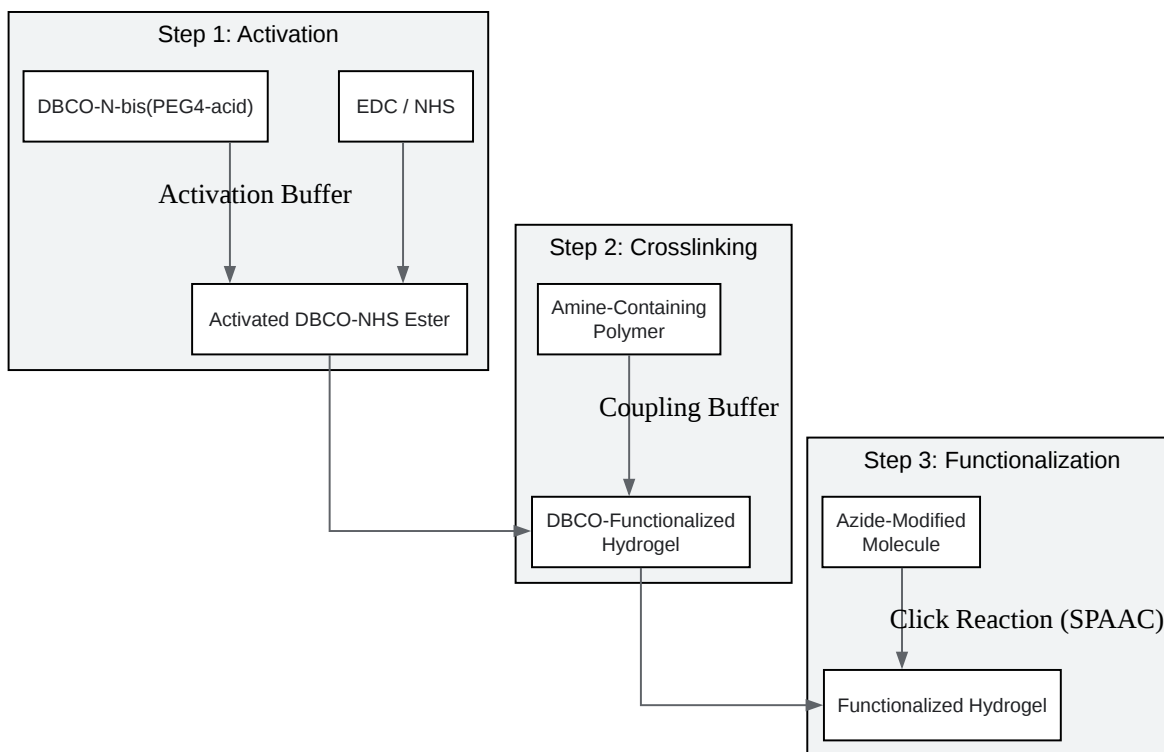 Step 1: Activation
DBCO-N-bis(PEG4-acid)
EDC / NHS
Activation Buffer
Activated DBCO-NHS Ester
Step 2: Crosslinking
Amine-Containing
Polymer
Coupling Buffer
DBCO-Functionalized
Hydrogel
Step 3: Functionalization
Azide-Modified
Molecule
Click Reaction (SPAAC)
Functionalized Hydrogel